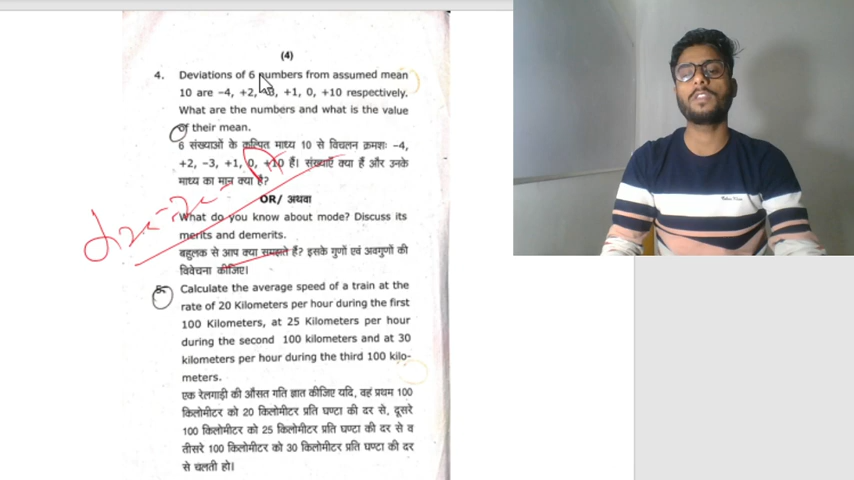 (4)
4. Deviations of 6 numbers from assumed mean
10 are -4, +2, +1, 0, +10 respectively.
What are the numbers and what is the value
of their mean.
6 संख्याओं के कल्पित माध्य 10 से विचलन क्रमशः -4,
+2, -3, +1, 0, +10 हैं। संख्याएँ क्या हैं और उनके
माध्य का मान क्या है?
OR/ अथवा
What do you know about mode? Discuss its
merits and demerits.
बहुलक से आप क्या समझते हैं? इसके गुणों एवं अवगुणों की
विवेचना कीजिए।
Calculate the average speed of a train at the
rate of 20 Kilometers per hour during the first
100 Kilometers, at 25 Kilometers per hour
during the second 100 kilometers and at 30
kilometers per hour during the third 100 kilo-
meters.
एक रेलगाड़ी की औसत गति ज्ञात कीजिए यदि, वहं प्रथम 100
किलोमीटर को 20 किलोमीटर प्रति घण्टा की दर से, दूसरे
100 किलोमीटर को 25 किलोमीटर प्रति घण्टा की दर से व
तीसरे 100 किलोमीटर को 30 किलोमीटर प्रति घण्टा की दर
से चलती हो।